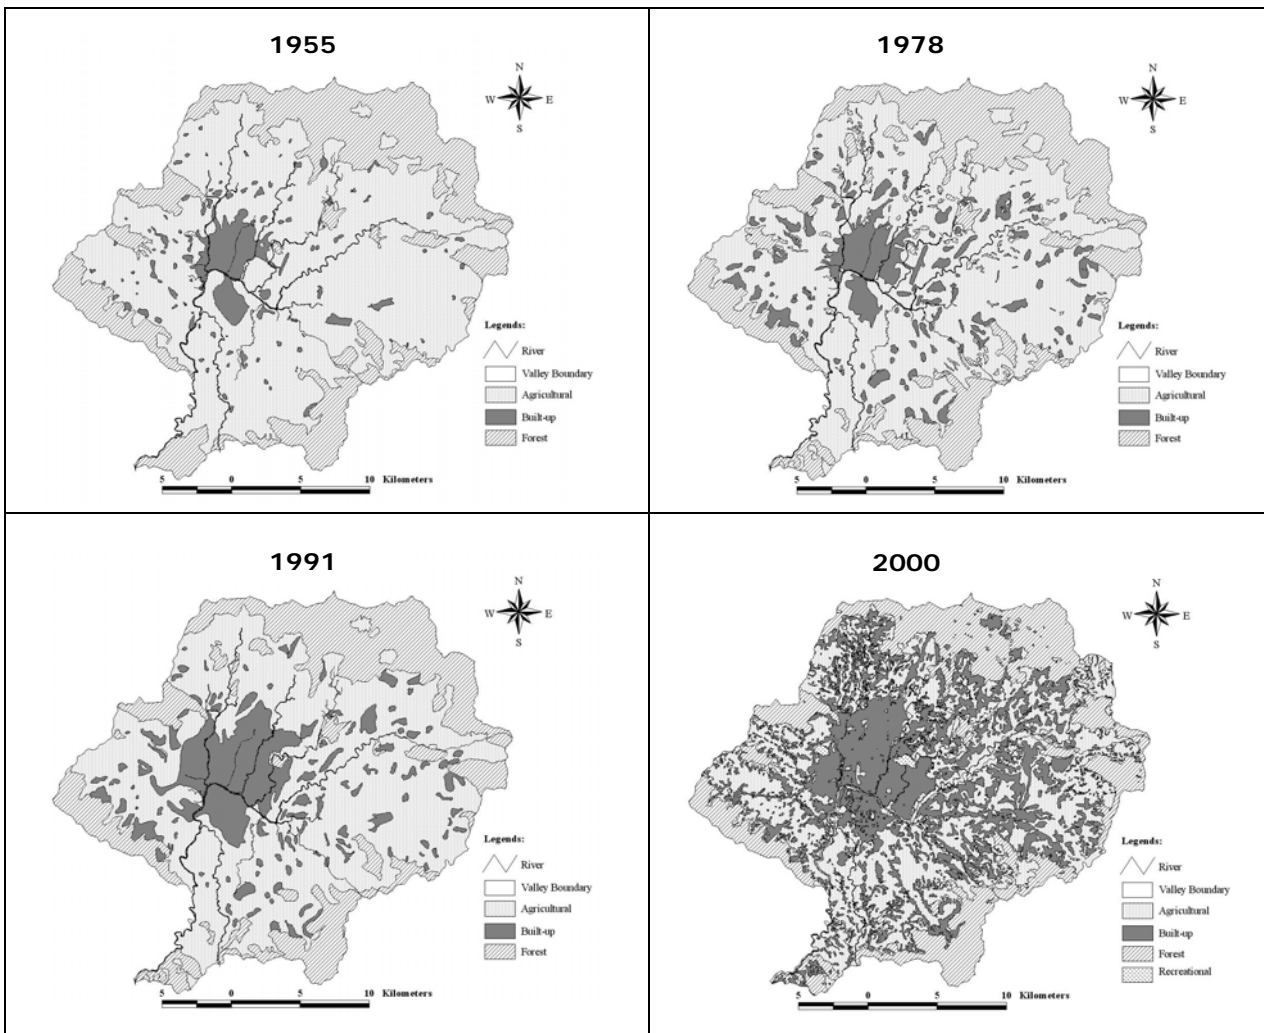 1955
N
W E
S
Legends:
River
Valley Boundary
Agricultural
Built-up
Forest
5 0 5 10 Kilometers
1978
N
W E
S
Legends:
River
Valley Boundary
Agricultural
Built-up
Forest
5 0 5 10 Kilometers
1991
N
W E
S
Legends:
River
Valley Boundary
Agricultural
Built-up
Forest
5 0 5 10 Kilometers
2000
N
W E
S
Legends:
River
Valley Boundary
Agricultural
Built-up
Forest
Recreational
5 0 5 10 Kilometers